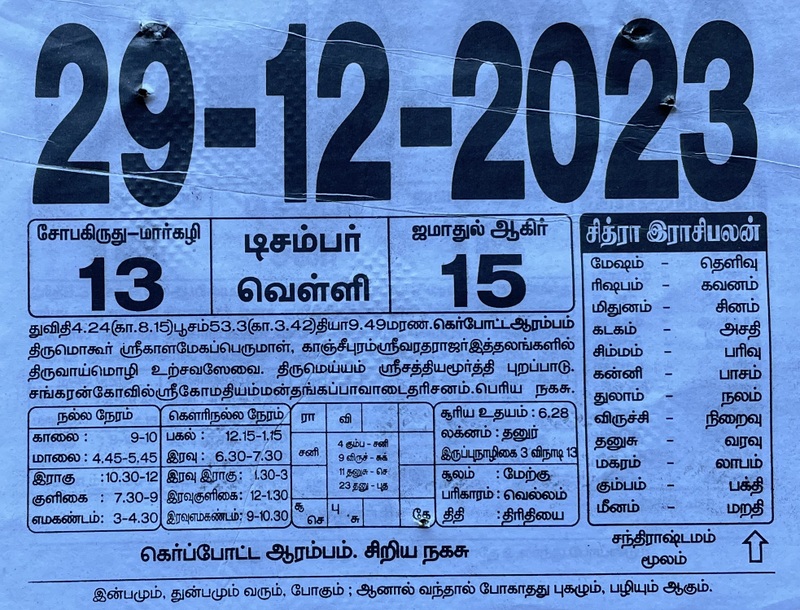 29-12-2023
சோபகிருது-மார்கழி
13
டிசம்பர்
வெள்ளி
ஜமாதுல் ஆகிர்
15
துவிதி4.24(கா.8.15)பூசம்53.3(கா.3.42)தியா9.49மரண.கெர்போட்டஆரம்பம்
திருமொகூர் ஸ்ரீகாளமேகப்பெருமாள், காஞ்சீபுரம்ஸ்ரீவரதராஜர்இத்தலங்களில்
திருவாய்மொழி உற்சவஸேவை. திருமெய்யம் ஸ்ரீசத்தியமூர்த்தி புறப்பாடு.
சங்கரன்கோவில்ஸ்ரீகோமதியம்மன்தங்கப்பாவாடைதரிசனம்.பெரிய நகசு.
நல்ல நேரம்
காலை : 9-10
மாலை : 4.45-5.45
இராகு :10.30-12
குளிகை : 7.30-9
எமகண்டம்: 3-4.30
கௌரிநல்ல நேரம்
பகல் : 12.15-1.15
இரவு : 6.30-7.30
இரவு இராகு : 1.30-3
இரவுகுளிகை: 12-1.30
இரவுஎமகண்டம்: 9-10.30
ரா வி
சனி
4 கும்ப - சனி
9 விருச் - சுக்
11 தனுசு - செ
23 தனு - புத
சூ செ பு சு கே
சூரிய உதயம் : 6.28
லக்னம் : தனுர்
இருப்புநாழிகை 3 விநாடி 13
சூலம் : மேற்கு
பரிகாரம் : வெல்லம்
திதி : திரிதியை
சித்ரா இராசிபலன்
மேஷம் - தெளிவு
ரிஷபம் - கவனம்
மிதுனம் - சினம்
கடகம் - அசதி
சிம்மம் - பரிவு
கன்னி - பாசம்
துலாம் - நலம்
விருச்சி - நிறைவு
தனுசு - வரவு
மகரம் - லாபம்
கும்பம் - பக்தி
மீனம் - மறதி
சந்திராஷ்டமம்
மூலம்
கெர்ப்போட்ட ஆரம்பம். சிறிய நகசு
இன்பமும், துன்பமும் வரும், போகும் ; ஆனால் வந்தால் போகாதது புகழும், பழியும் ஆகும்.